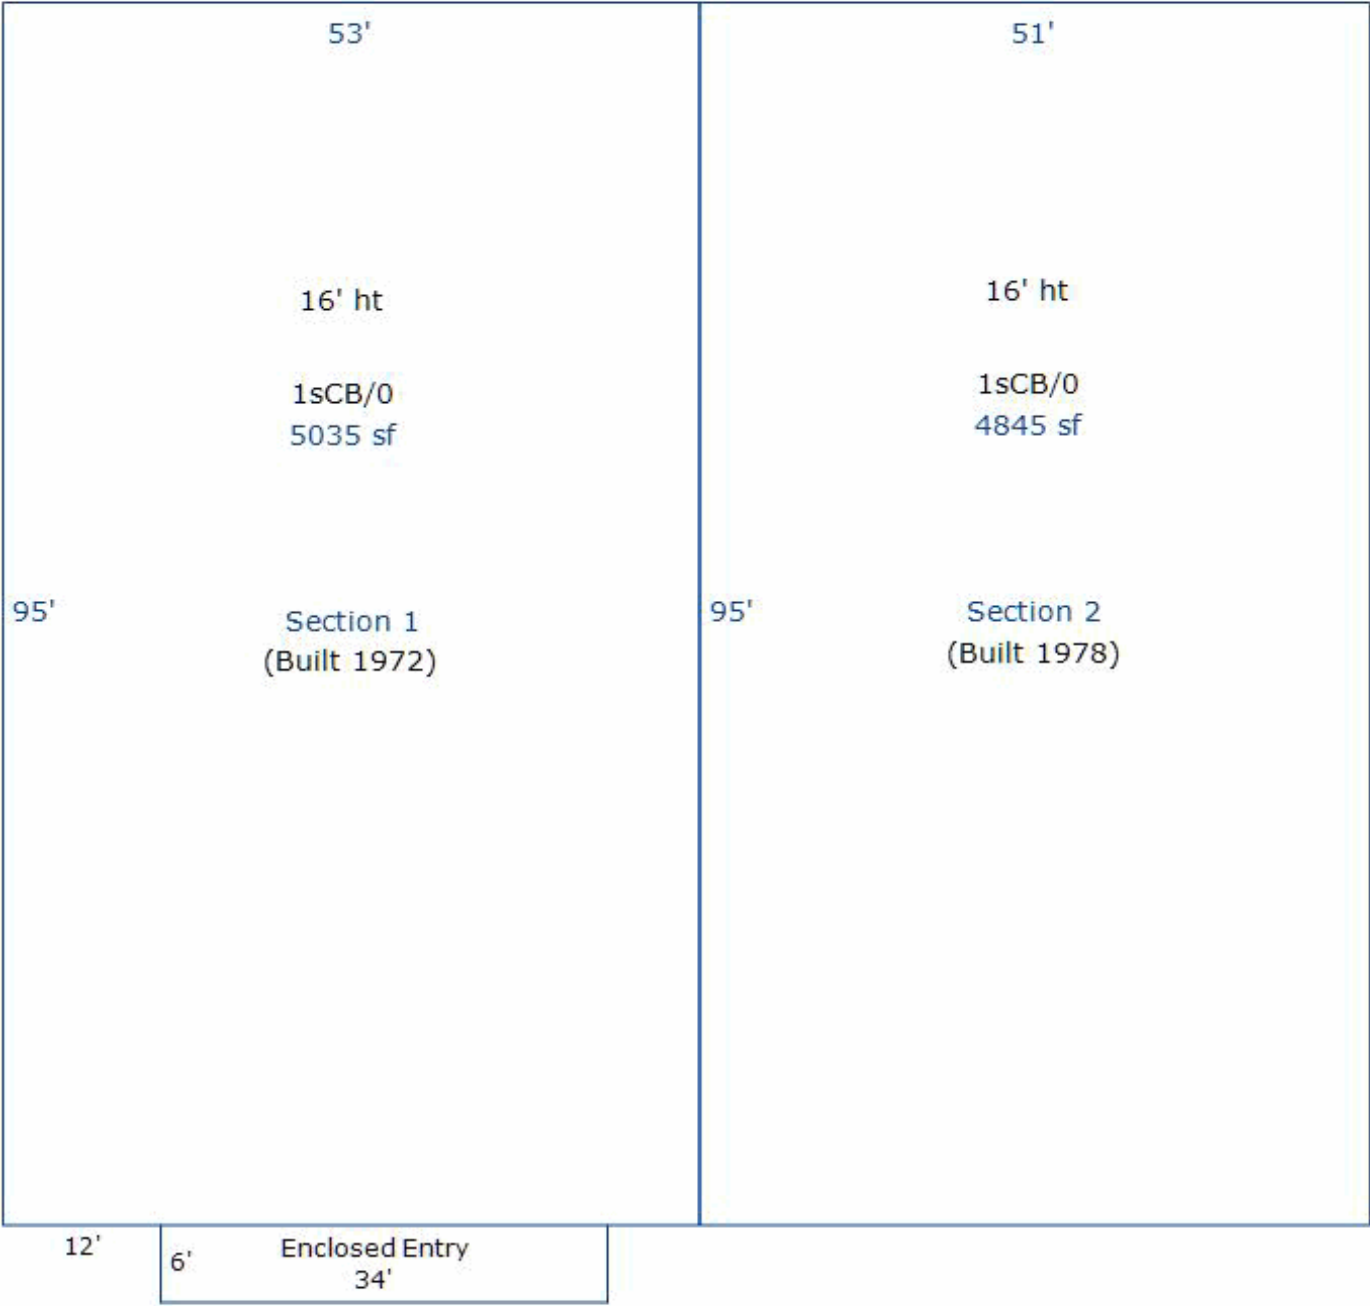 53'
51'
16' ht
16' ht
1sCB/0
5035 sf
1sCB/0
4845 sf
95'
Section 1
(Built 1972)
95'
Section 2
(Built 1978)
12'
6'
Enclosed Entry
34'